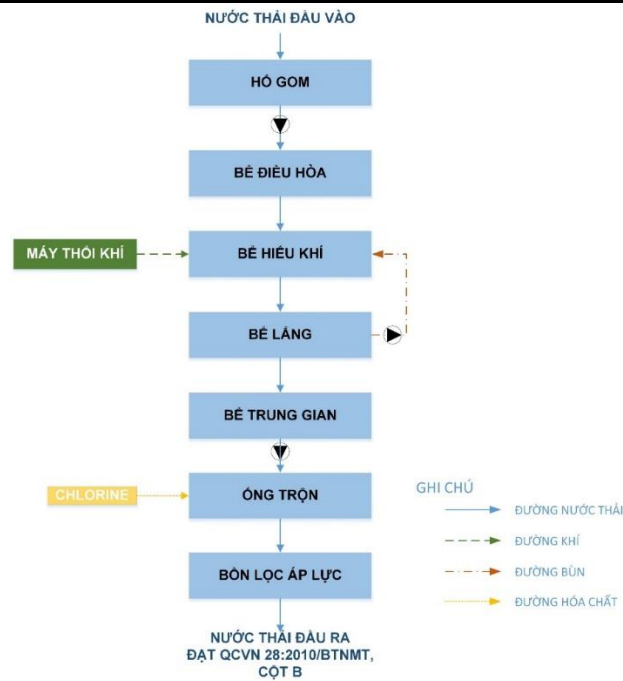 NƯỚC THẢI ĐẦU VÀO
HỐ GOM
BỂ ĐIỀU HÒA
MÁY THỔI KHÍ
BỂ HIẾU KHÍ
BỂ LẮNG
BỂ TRUNG GIAN
CHLORINE
ỐNG TRỘN
BỒN LỌC ÁP LỰC
NƯỚC THẢI ĐẦU RA
ĐẠT QCVN 28:2010/BTNMT,
CỘT B
GHI CHÚ
ĐƯỜNG NƯỚC THẢI
ĐƯỜNG KHÍ
ĐƯỜNG BÙN
ĐƯỜNG HÓA CHẤT